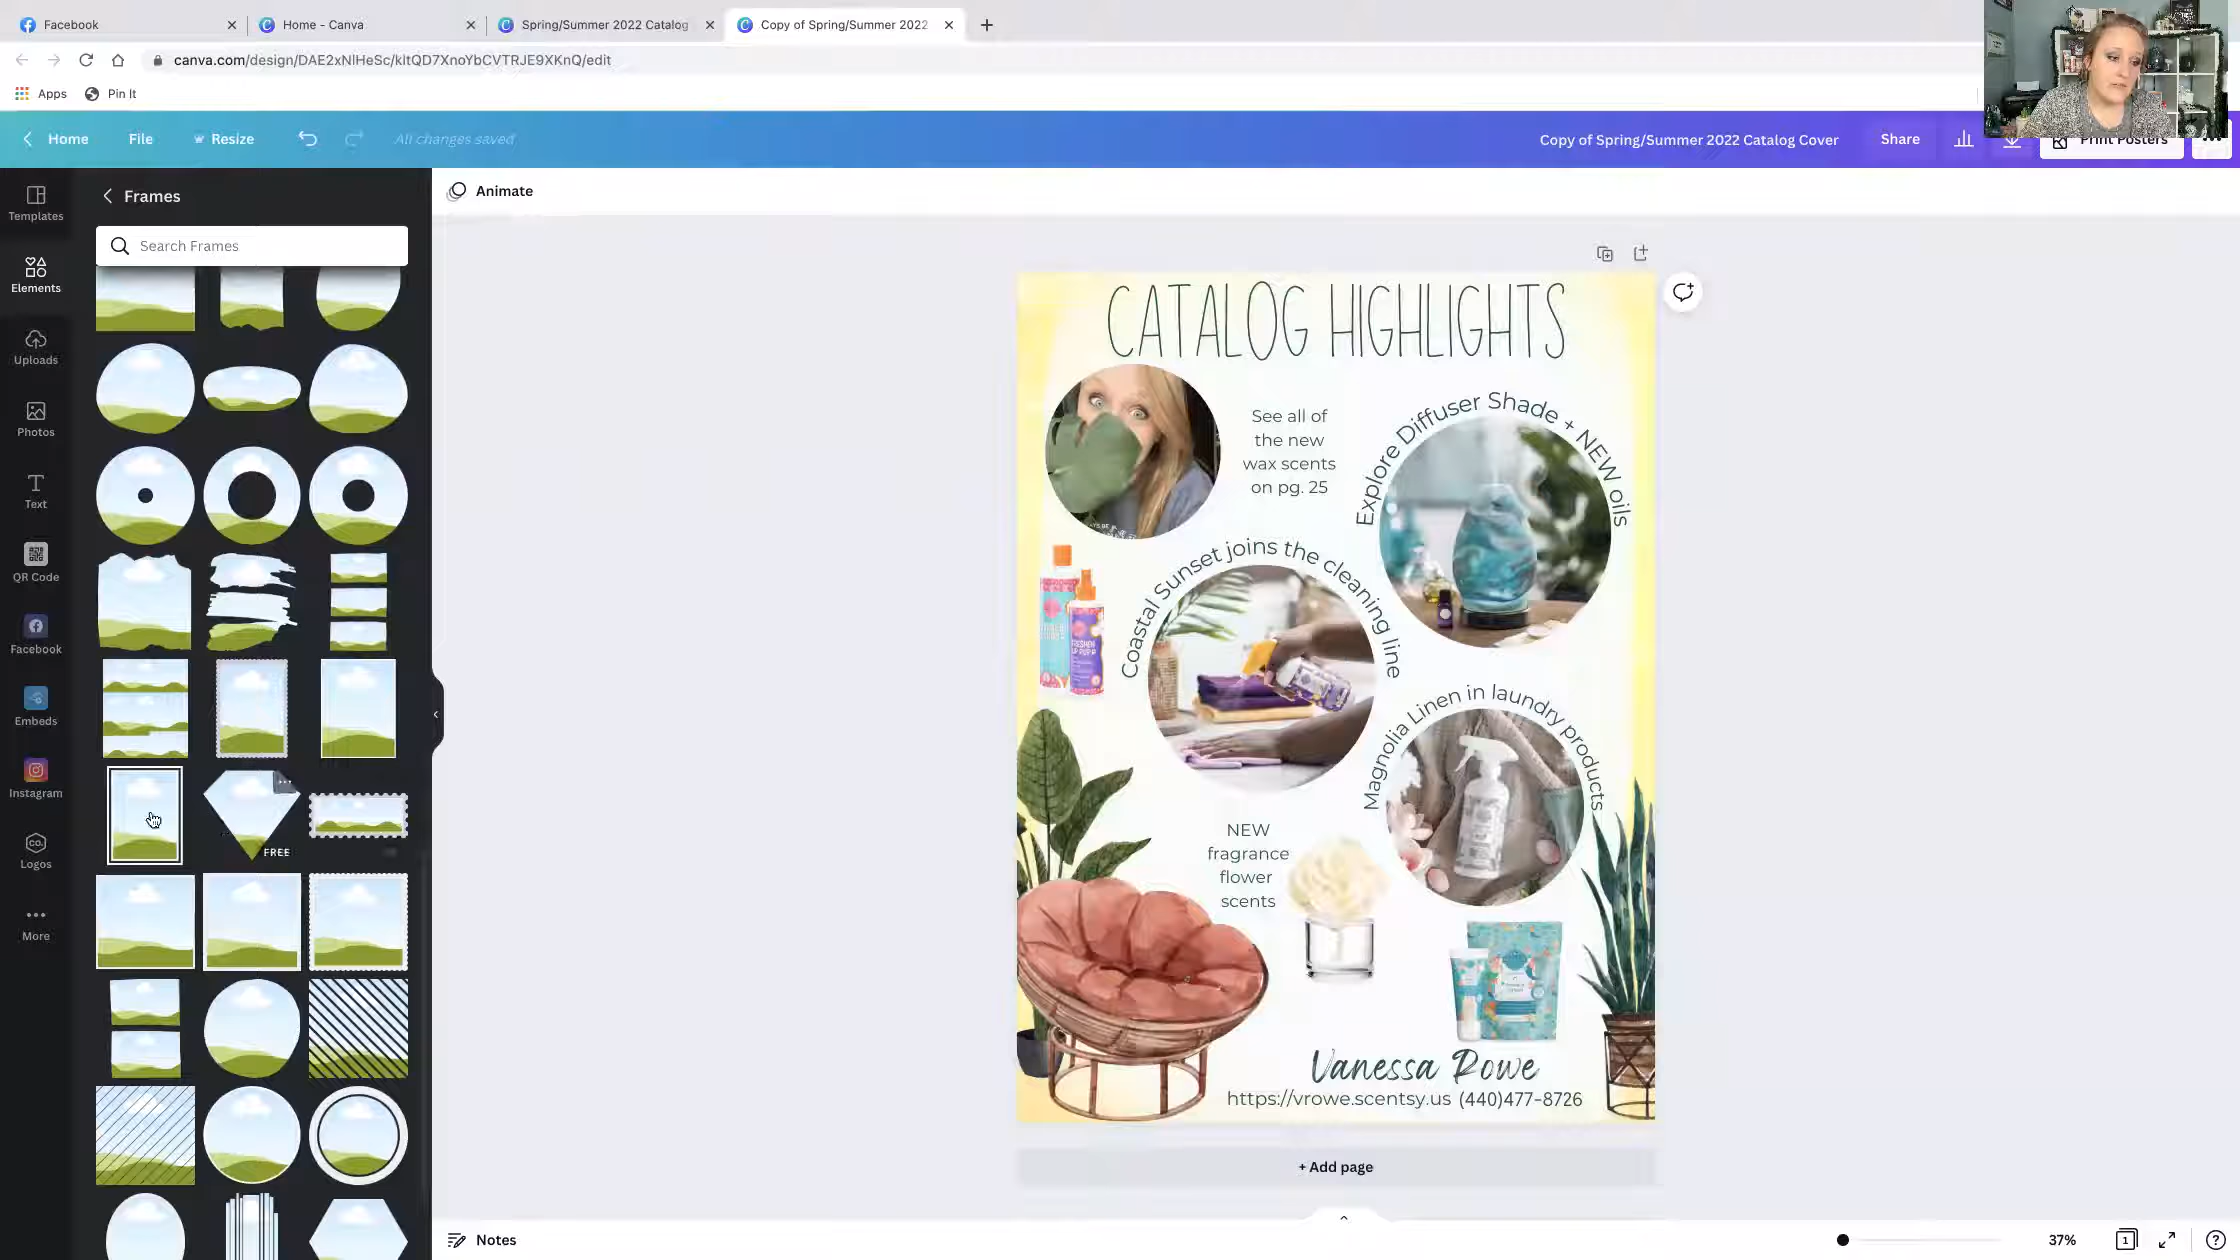 Facebook
Home - Canva
Spring/Summer 2022 Catalog
Copy of Spring/Summer 2022
canva.com/design/DAE2xNlHeSc/kltQD7XnoYbCVTRJE9XKnQ/edit
Apps
Pin It
Home
File
Resize
All changes saved
Copy of Spring/Summer 2022 Catalog Cover
Share
Print Posters
Templates
Elements
Uploads
Photos
Text
QR Code
Facebook
Embeds
Instagram
Logos
More
Frames
Search Frames
FREE
Animate
CATALOG HIGHLIGHTS
See all of
the new
wax scents
on pg. 25
Explore Diffuser Shade + NEW oils
Coastal Sunset joins the cleaning line
Magnolia Linen in laundry products
NEW
fragrance
flower
scents
Vanessa Rowe
https://vrowe.scentsy.us (440)477-8726
+ Add page
Notes
37%
1